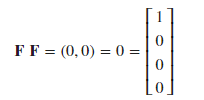 F F = (0, 0) = 0 = [1
0
0
0]